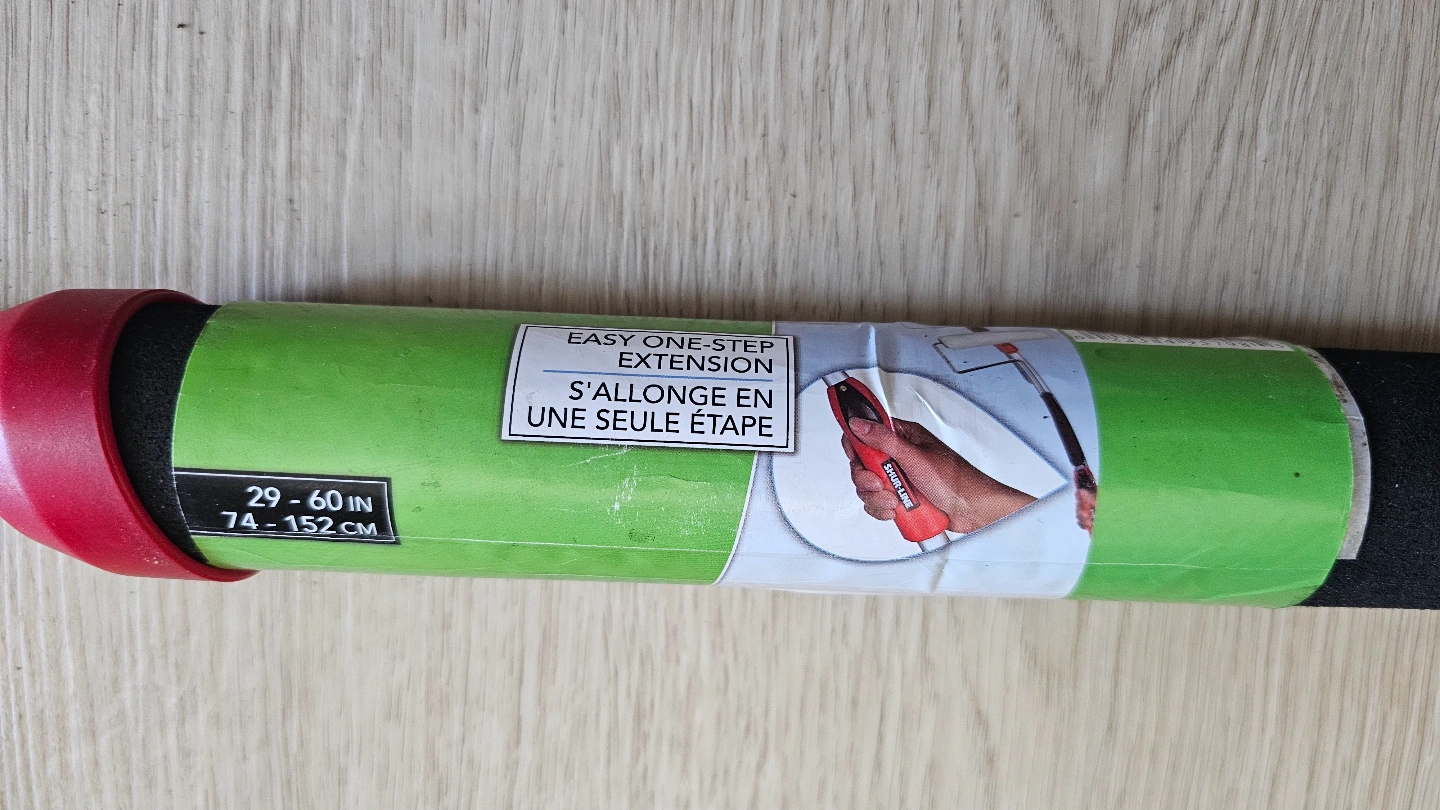 EASY ONE-STEP
EXTENSION
S'ALLONGE EN
UNE SEULE ÉTAPE
SHUR-LINE
29 - 60 IN
74 - 152 CM